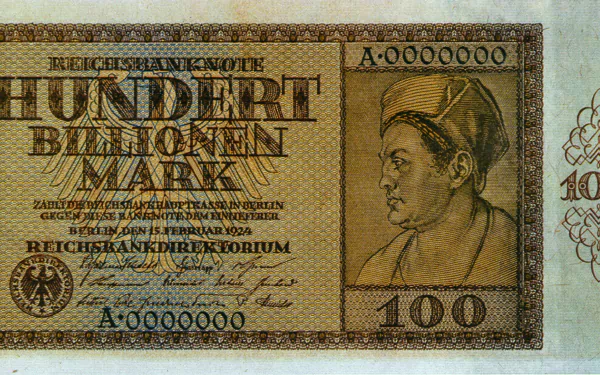 REICHSBANKNOTE
A·0000000
HUNDERT
BILLIONEN
MARK
ZAHLT DIE REICHSBANKHAUPTKASSE IN BERLIN
GEGEN DIESE BANKNOTE DEM EINLIEFERER
BERLIN, DEN 15. FEBRUAR 1924
REICHSBANKDIREKTORIUM
A·0000000
100
10